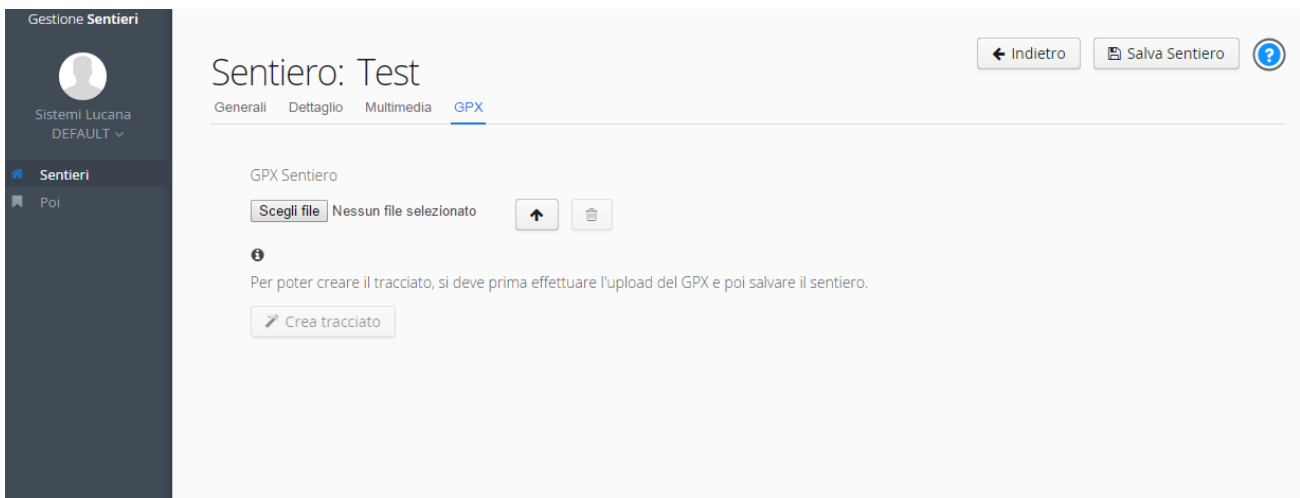 Gestione Sentieri
Sistemi Lucana
DEFAULT
Sentieri
Poi
Indietro
Salva Sentiero
?
Sentiero: Test
Generali Dettaglio Multimedia GPX
GPX Sentiero
Scegli file Nessun file selezionato
Per poter creare il tracciato, si deve prima effettuare l'upload del GPX e poi salvare il sentiero.
Crea tracciato